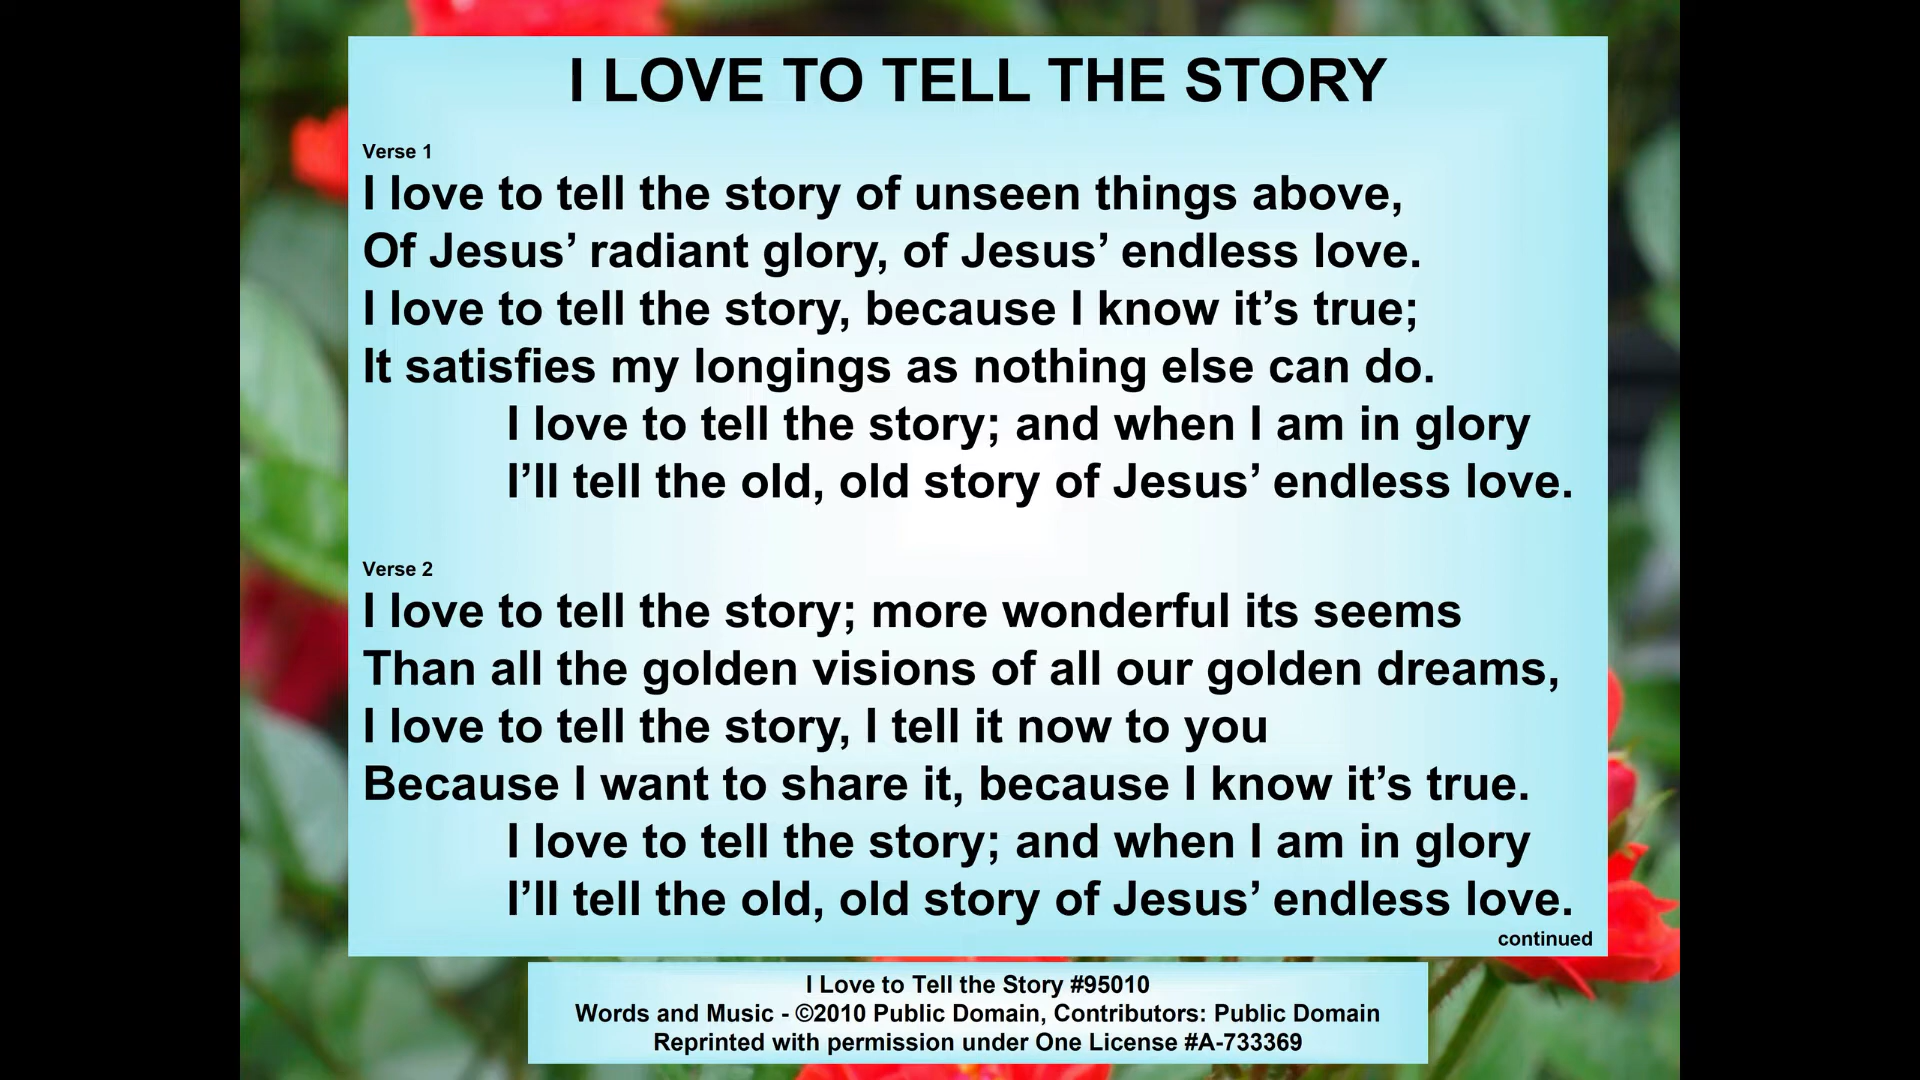 I LOVE TO TELL THE STORY
Verse 1
I love to tell the story of unseen things above,
Of Jesus’ radiant glory, of Jesus’ endless love.
I love to tell the story, because I know it’s true;
It satisfies my longings as nothing else can do.
I love to tell the story; and when I am in glory
I’ll tell the old, old story of Jesus’ endless love.
Verse 2
I love to tell the story; more wonderful its seems
Than all the golden visions of all our golden dreams,
I love to tell the story, I tell it now to you
Because I want to share it, because I know it’s true.
I love to tell the story; and when I am in glory
I’ll tell the old, old story of Jesus’ endless love.
continued
I Love to Tell the Story #95010
Words and Music - ©2010 Public Domain, Contributors: Public Domain
Reprinted with permission under One License #A-733369